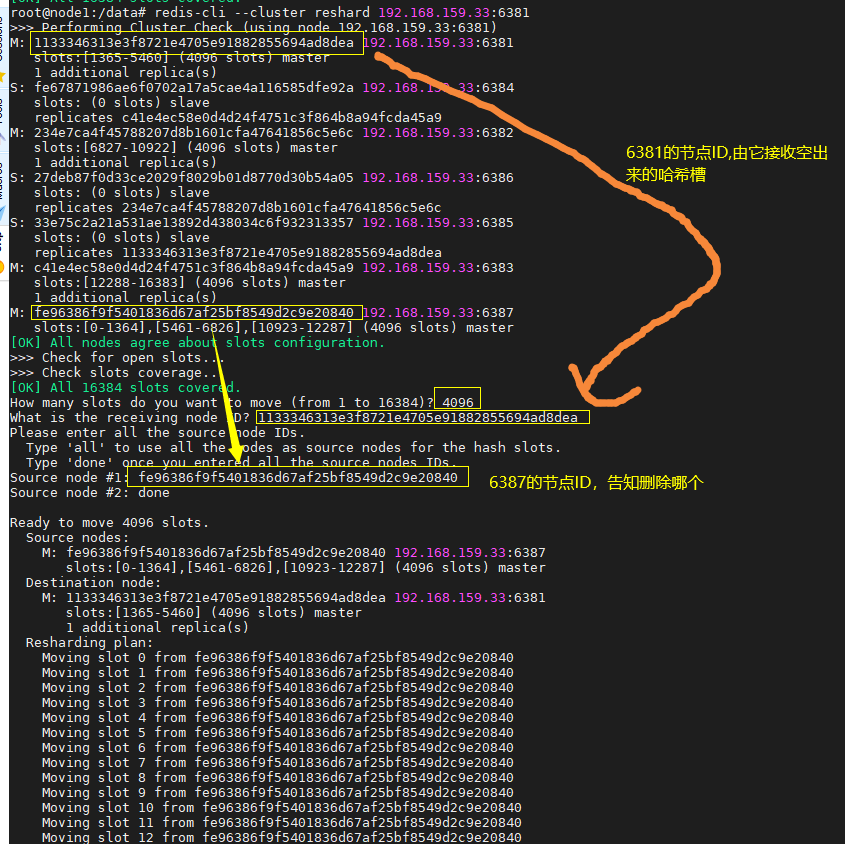 [OK] All 16384 slots covered.
root@node1:/data# redis-cli --cluster reshard 192.168.159.33:6381
>>> Performing Cluster Check (using node 192.168.159.33:6381)
M: 1133346313e3f8721e4705e91882855694ad8dea 192.168.159.33:6381
slots:[1365-5460] (4096 slots) master
1 additional replica(s)
S: fe67871986ae6f0702a17a5cae4a116585dfe92a 192.168.159.33:6384
slots: (0 slots) slave
replicates c41e4ec58e0d4d24f4751c3f864b8a94fcda45a9
M: 234e7ca4f45788207d8b1601cfa47641856c5e6c 192.168.159.33:6382
slots:[6827-10922] (4096 slots) master
1 additional replica(s)
6381的节点ID,由它接收空出
来的哈希槽
S: 27deb87f0d33ce2029f8029b01d8770d30b54a05 192.168.159.33:6386
slots: (0 slots) slave
replicates 234e7ca4f45788207d8b1601cfa47641856c5e6c
S: 33e75c2a21a531ae13892d438034c6f932313357 192.168.159.33:6385
slots: (0 slots) slave
replicates 1133346313e3f8721e4705e91882855694ad8dea
M: c41e4ec58e0d4d24f4751c3f864b8a94fcda45a9 192.168.159.33:6383
slots:[12288-16383] (4096 slots) master
1 additional replica(s)
M: fe96386f9f5401836d67af25bf8549d2c9e20840 192.168.159.33:6387
slots:[0-1364],[5461-6826],[10923-12287] (4096 slots) master
[OK] All nodes agree about slots configuration.
>>> Check for open slots...
>>> Check slots coverage...
[OK] All 16384 slots covered.
How many slots do you want to move (from 1 to 16384)? 4096
What is the receiving node ID? 1133346313e3f8721e4705e91882855694ad8dea
Please enter all the source node IDs.
Type 'all' to use all the nodes as source nodes for the hash slots.
Type 'done' once you entered all the source nodes IDs.
Source node #1: fe96386f9f5401836d67af25bf8549d2c9e20840
6387的节点ID，告知删除哪个
Source node #2: done
Ready to move 4096 slots.
Source nodes:
M: fe96386f9f5401836d67af25bf8549d2c9e20840 192.168.159.33:6387
slots:[0-1364],[5461-6826],[10923-12287] (4096 slots) master
Destination node:
M: 1133346313e3f8721e4705e91882855694ad8dea 192.168.159.33:6381
slots:[1365-5460] (4096 slots) master
1 additional replica(s)
Resharding plan:
Moving slot 0 from fe96386f9f5401836d67af25bf8549d2c9e20840
Moving slot 1 from fe96386f9f5401836d67af25bf8549d2c9e20840
Moving slot 2 from fe96386f9f5401836d67af25bf8549d2c9e20840
Moving slot 3 from fe96386f9f5401836d67af25bf8549d2c9e20840
Moving slot 4 from fe96386f9f5401836d67af25bf8549d2c9e20840
Moving slot 5 from fe96386f9f5401836d67af25bf8549d2c9e20840
Moving slot 6 from fe96386f9f5401836d67af25bf8549d2c9e20840
Moving slot 7 from fe96386f9f5401836d67af25bf8549d2c9e20840
Moving slot 8 from fe96386f9f5401836d67af25bf8549d2c9e20840
Moving slot 9 from fe96386f9f5401836d67af25bf8549d2c9e20840
Moving slot 10 from fe96386f9f5401836d67af25bf8549d2c9e20840
Moving slot 11 from fe96386f9f5401836d67af25bf8549d2c9e20840
Moving slot 12 from fe96386f9f5401836d67af25bf8549d2c9e20840